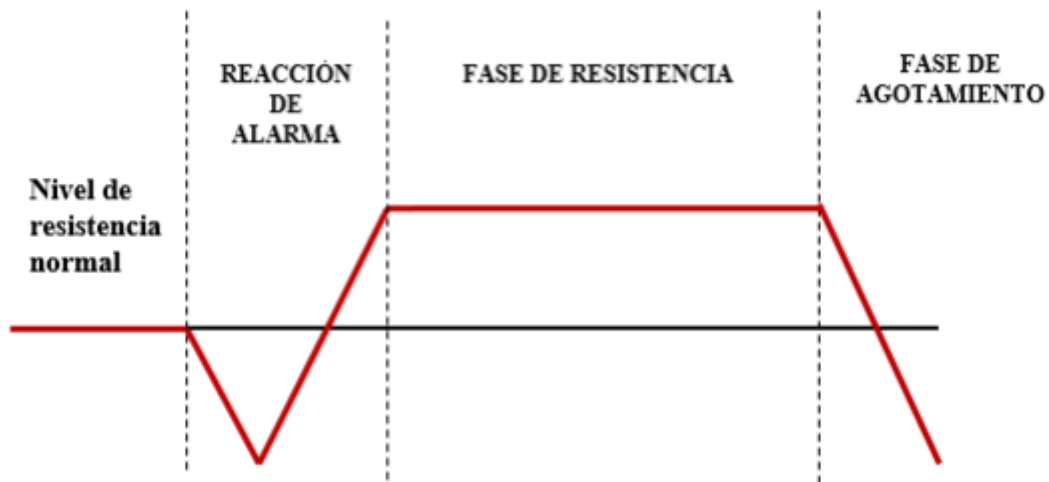 REACCIÓN
DE
ALARMA
FASE DE RESISTENCIA
FASE DE
AGOTAMIENTO
Nivel de
resistencia
normal